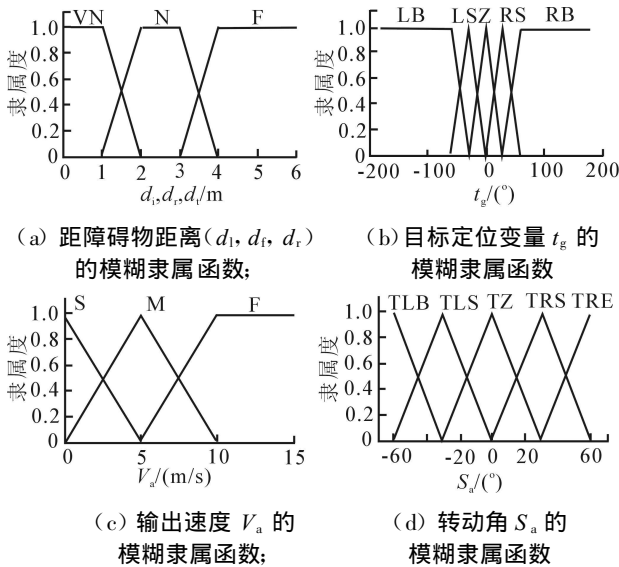 VN N F
1.0
0.8
0.6
0.4
0.2
0
隶属度
0 1 2 3 4 5 6
dₜ,dᵣ,dₜ/m
(a) 距障碍物距离(d₁, d_f, dᵣ)
的模糊隶属函数;
LB LSZ RS RB
1.0
0.8
0.6
0.4
0.2
0
隶属度
-200 -100 0 100 200
t_g/(°)
(b)目标定位变量 t_g 的
模糊隶属函数
S M F
1.0
0.8
0.6
0.4
0.2
0
隶属度
0 5 10 15
Vₐ/(m/s)
(c) 输出速度 Vₐ 的
模糊隶属函数;
TLB TLS TZ TRS TRE
1.0
0.8
0.6
0.4
0.2
0
隶属度
-60 -20 0 20 60
Sₐ/(°)
(d) 转动角 Sₐ 的
模糊隶属函数